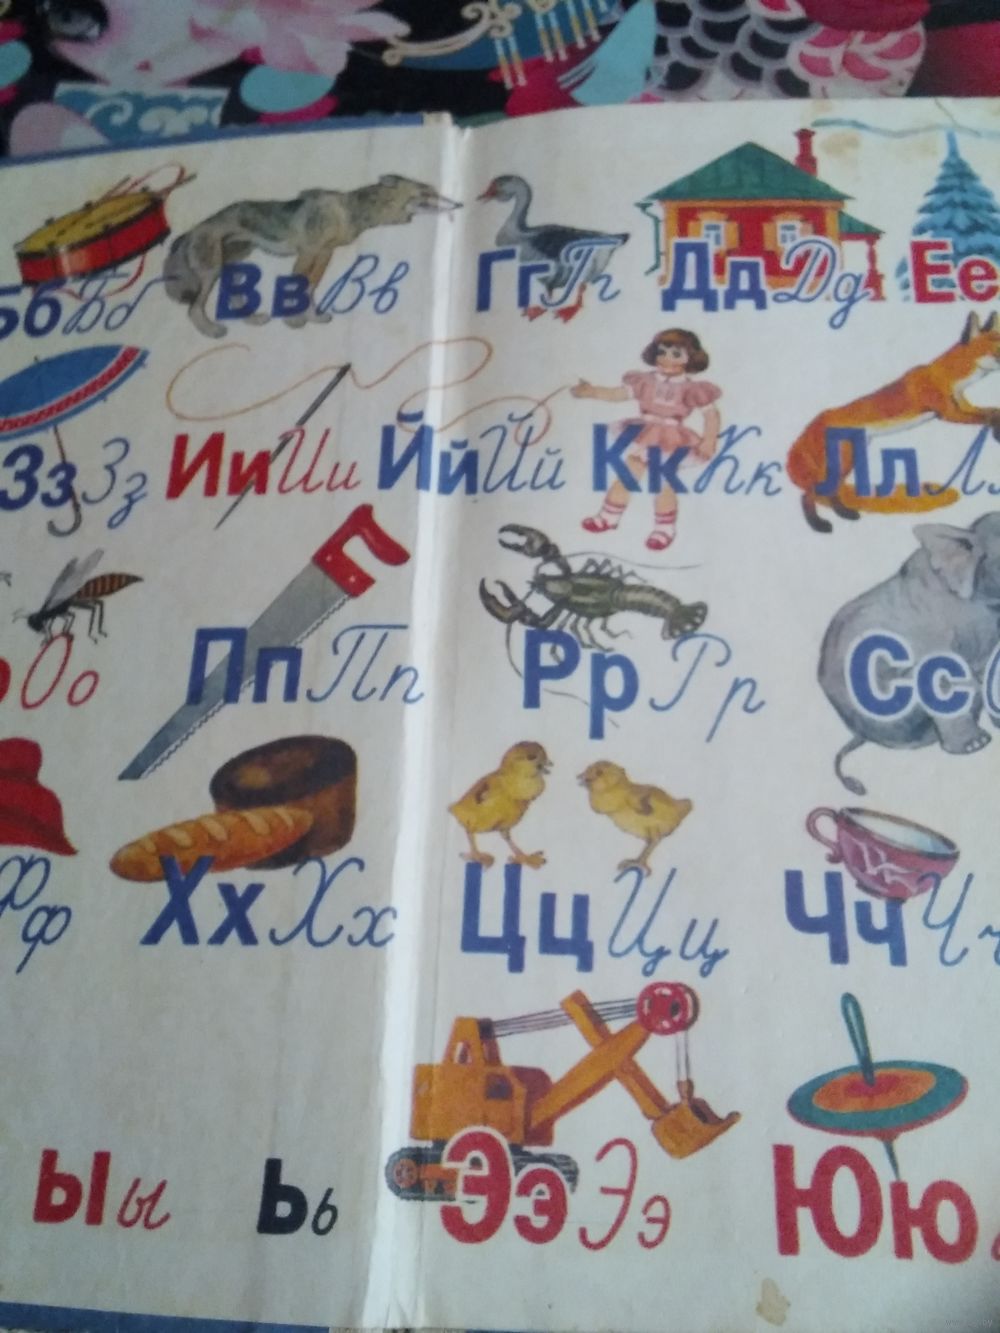 Бб Бб Вв Вв Гг Гг Дд Дд Ее
Зз Зз Ии Ии Йй Йй Кк Кк Лл Л
Оо Пп Пп Рр Рр Сс
Фф Хх Хх Цц Цц Чч Чч
Ыы Ьь Ээ Ээ Юю